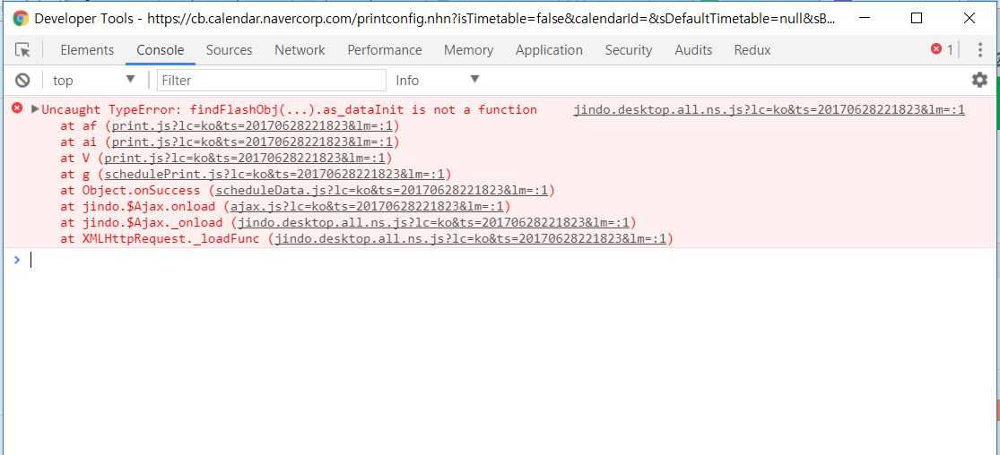 Developer Tools - https://cb.calendar.navercorp.com/printconfig.nhn?isTimetable=false&calendarId=&sDefaultTimetable=null&sB...
Elements Console Sources Network Performance Memory Application Security Audits Redux 1
top Filter Info
Uncaught TypeError: findFlashObj(...).as_dataInit is not a function jindo.desktop.all.ns.js?lc=ko&ts=20170628221823&lm=:1
at af (print.js?lc=ko&ts=20170628221823&lm=:1)
at ai (print.js?lc=ko&ts=20170628221823&lm=:1)
at V (print.js?lc=ko&ts=20170628221823&lm=:1)
at g (schedulePrint.js?lc=ko&ts=20170628221823&lm=:1)
at Object.onSuccess (scheduleData.js?lc=ko&ts=20170628221823&lm=:1)
at jindo.$Ajax.onload (ajax.js?lc=ko&ts=20170628221823&lm=:1)
at jindo.$Ajax._onload (jindo.desktop.all.ns.js?lc=ko&ts=20170628221823&lm=:1)
at XMLHttpRequest._loadFunc (jindo.desktop.all.ns.js?lc=ko&ts=20170628221823&lm=:1)